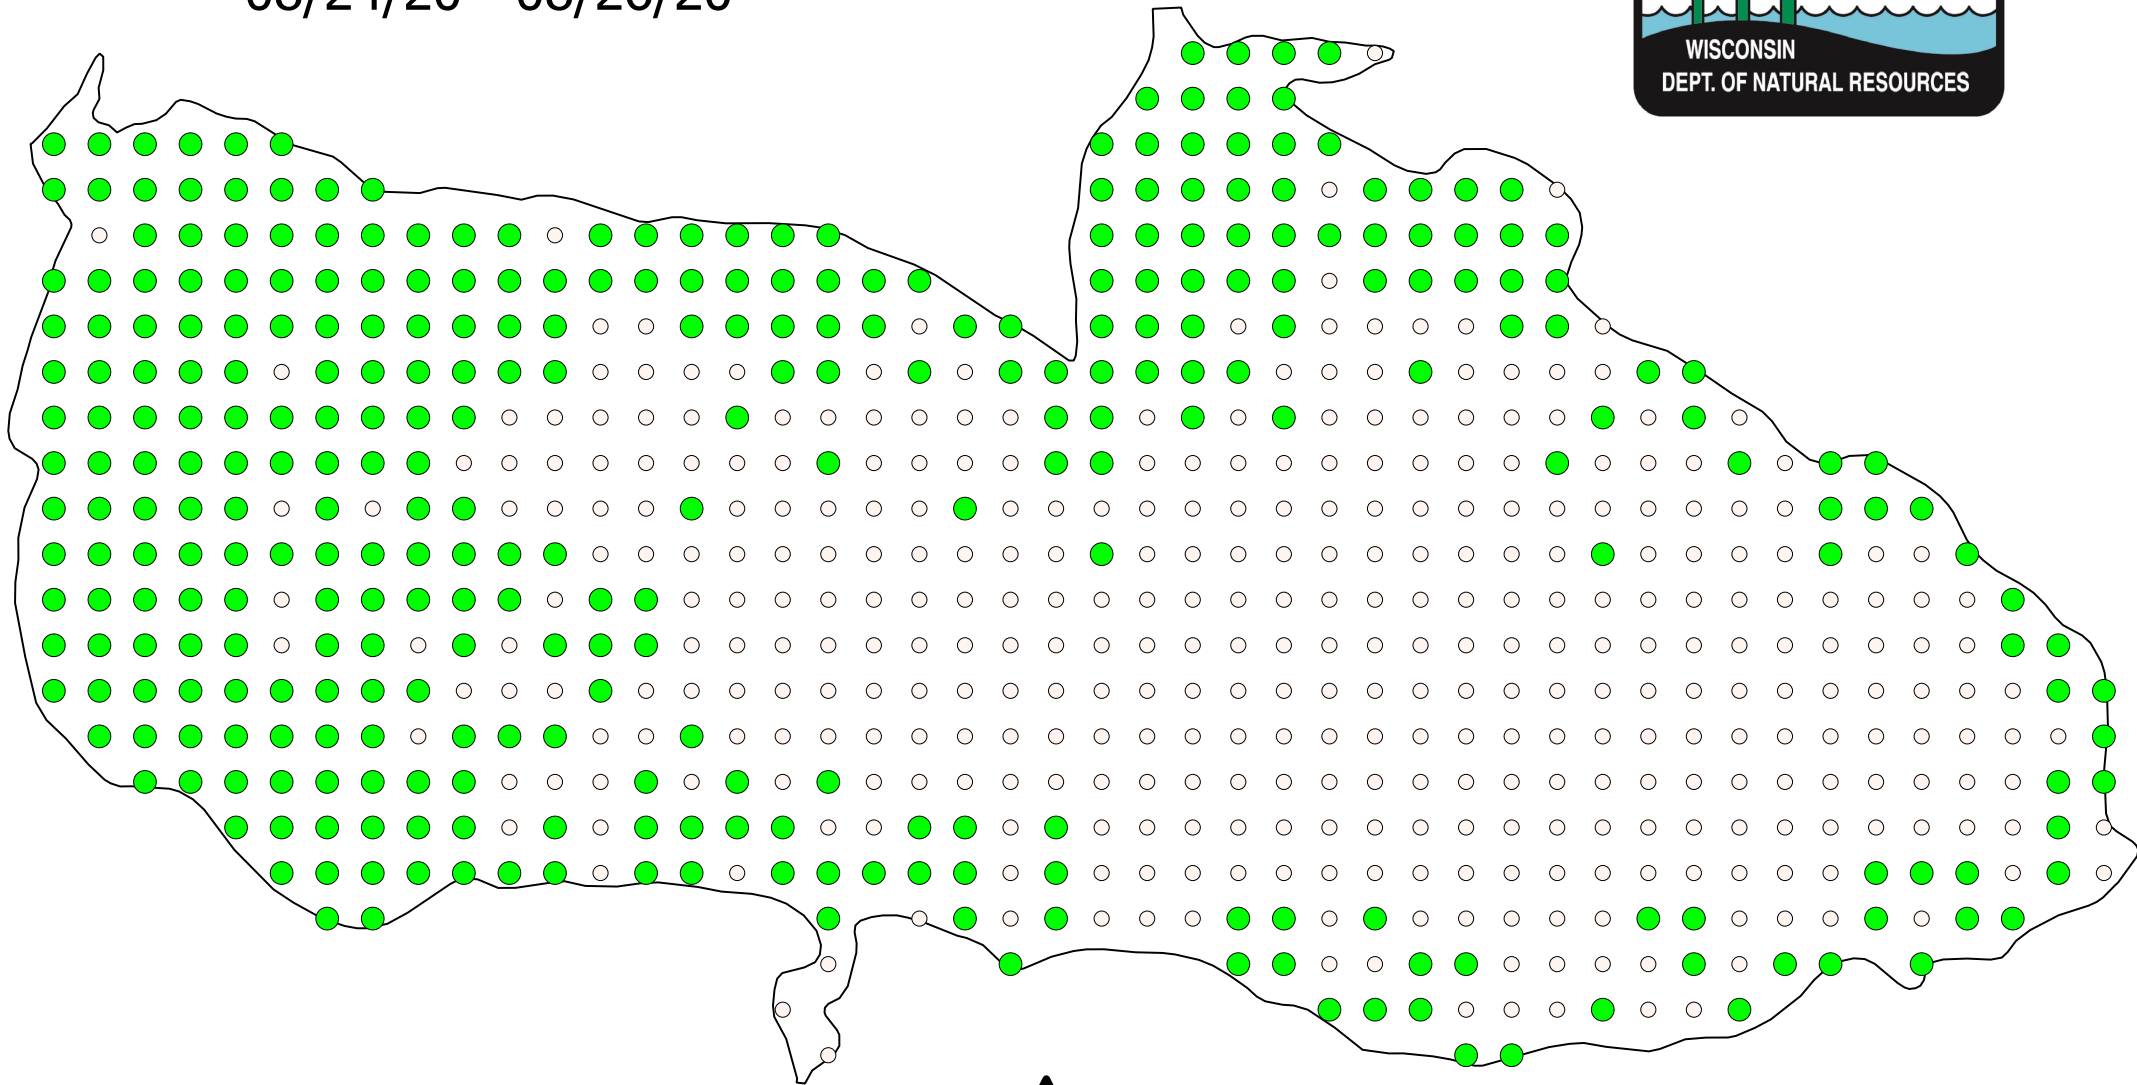 WISCONSIN
DEPT. OF NATURAL RESOURCES